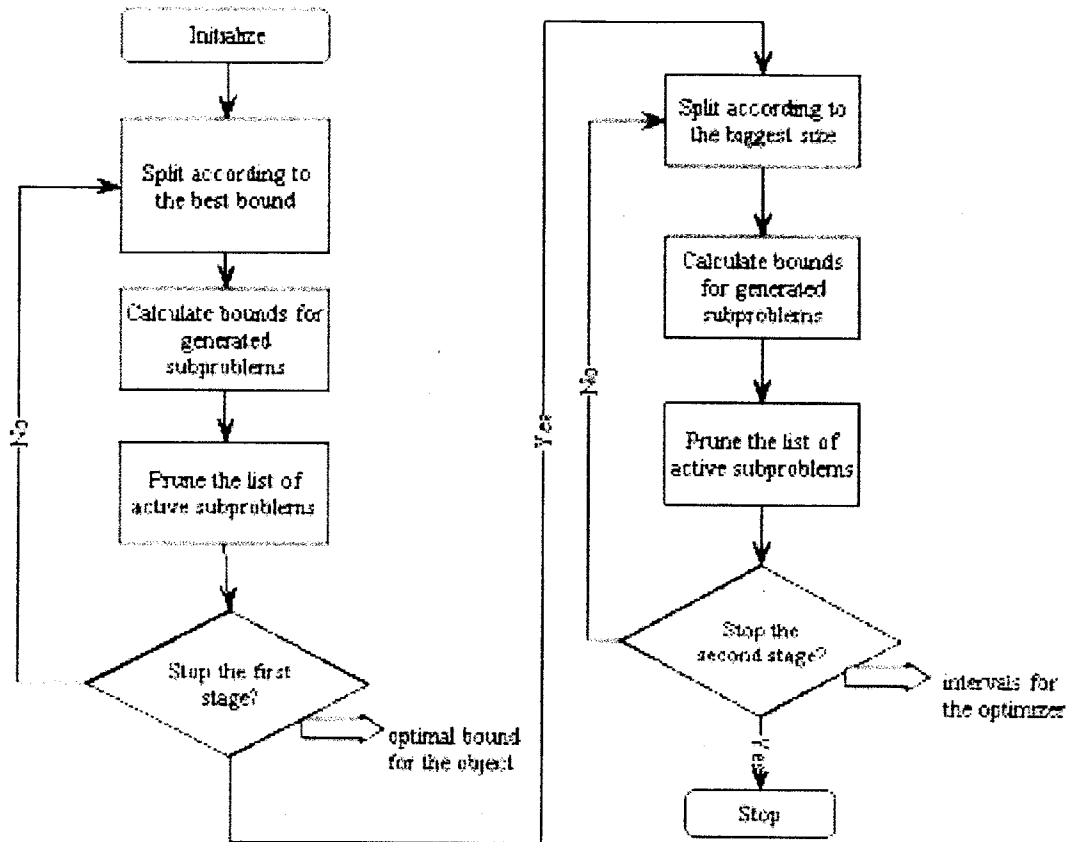 Initialize
Split according to
the best bound
Calculate bounds for
generated
subproblems
Prune the list of
active subproblems
No
Stop the first
stage?
optimal bound
for the object
Yes
Split according to
the biggest size
Calculate bounds
for generated
subproblems
No
Prune the list of
active subproblems
Stop the
second stage?
intervals for
the optimizer
Yes
Stop